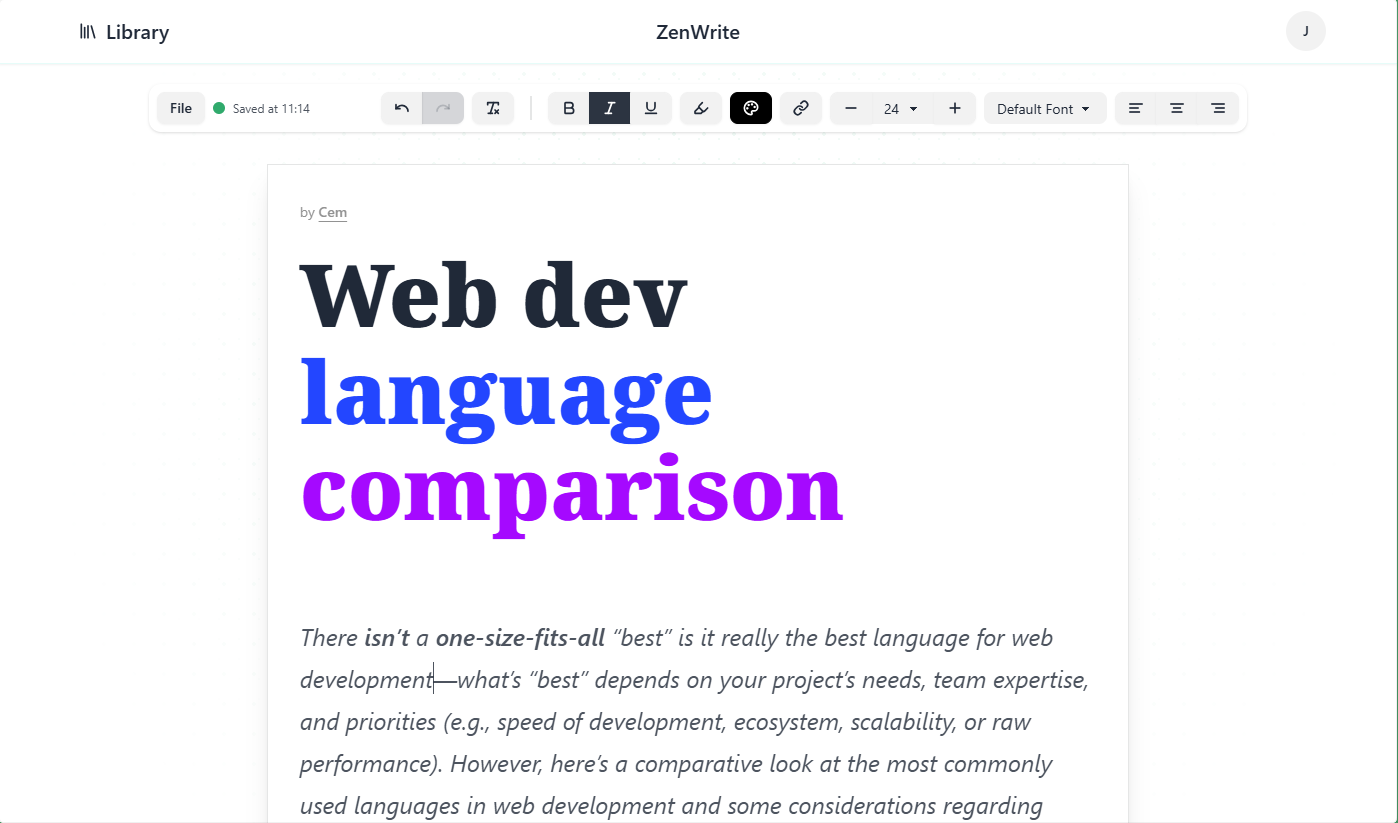 Library
ZenWrite
J
File
Saved at 11:14
B I U
24
Default Font
by Cem
Web dev
language
comparison
There isn’t a one-size-fits-all “best” is it really the best language for web
development—what’s “best” depends on your project’s needs, team expertise,
and priorities (e.g., speed of development, ecosystem, scalability, or raw
performance). However, here’s a comparative look at the most commonly
used languages in web development and some considerations regarding